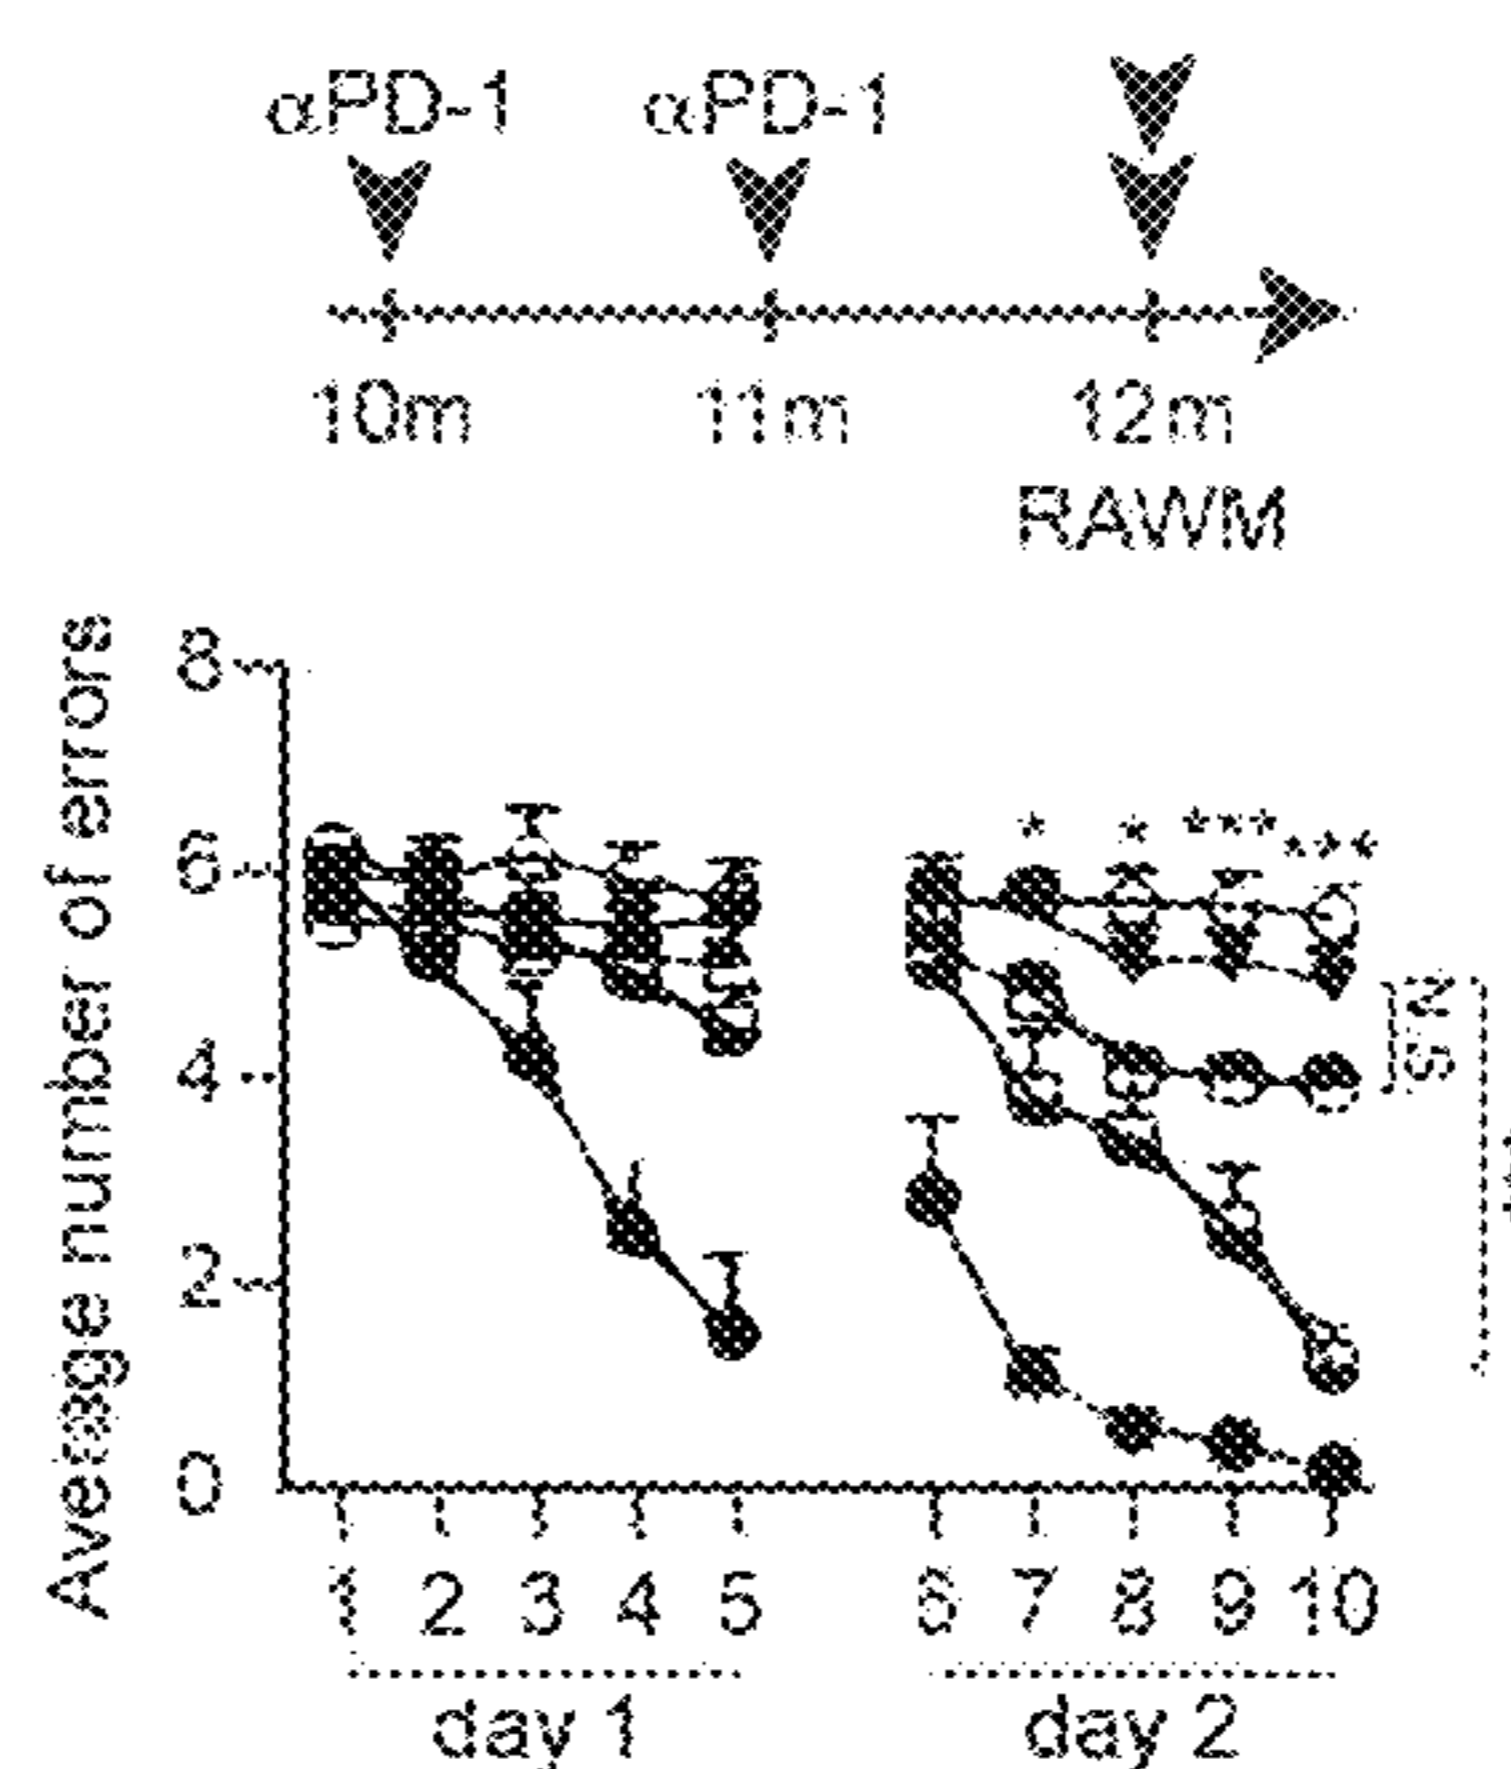 αPD-1 αPD-1
10m 11m 12m
RAWM
Average number of errors
8
6
4
2
0
* * *** ***
N.S.
1 2 3 4 5 6 7 8 9 10
day 1 day 2